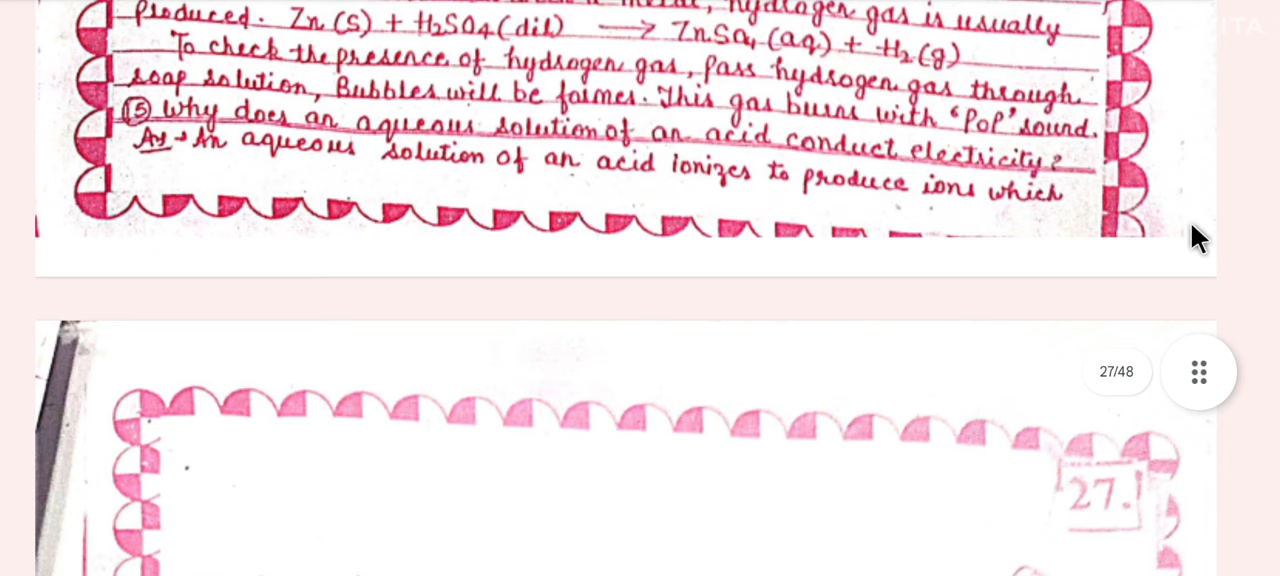 hydrogen gas is usually
produced. Zn(s) + H₂SO₄(dil) → ZnSO₄(aq) + H₂(g)
To check the presence of hydrogen gas, pass hydrogen gas through
soap solution, Bubbles will be formes. This gas burns with 'POP' sound.
⑤ Why does an aqueous solution of an acid conduct electricity?
Ans → An aqueous solution of an acid ionizes to produce ions which
27/48
27.